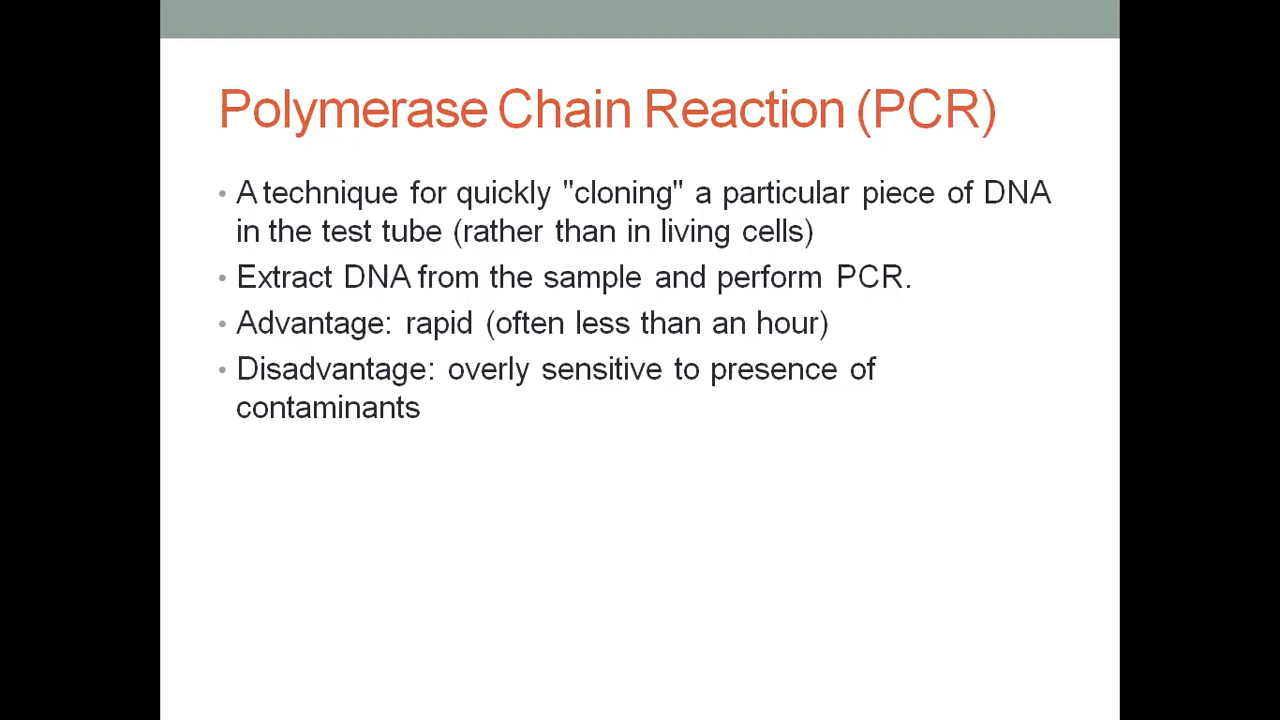 Polymerase Chain Reaction (PCR)
• A technique for quickly "cloning" a particular piece of DNA
in the test tube (rather than in living cells)
• Extract DNA from the sample and perform PCR.
• Advantage: rapid (often less than an hour)
• Disadvantage: overly sensitive to presence of
contaminants